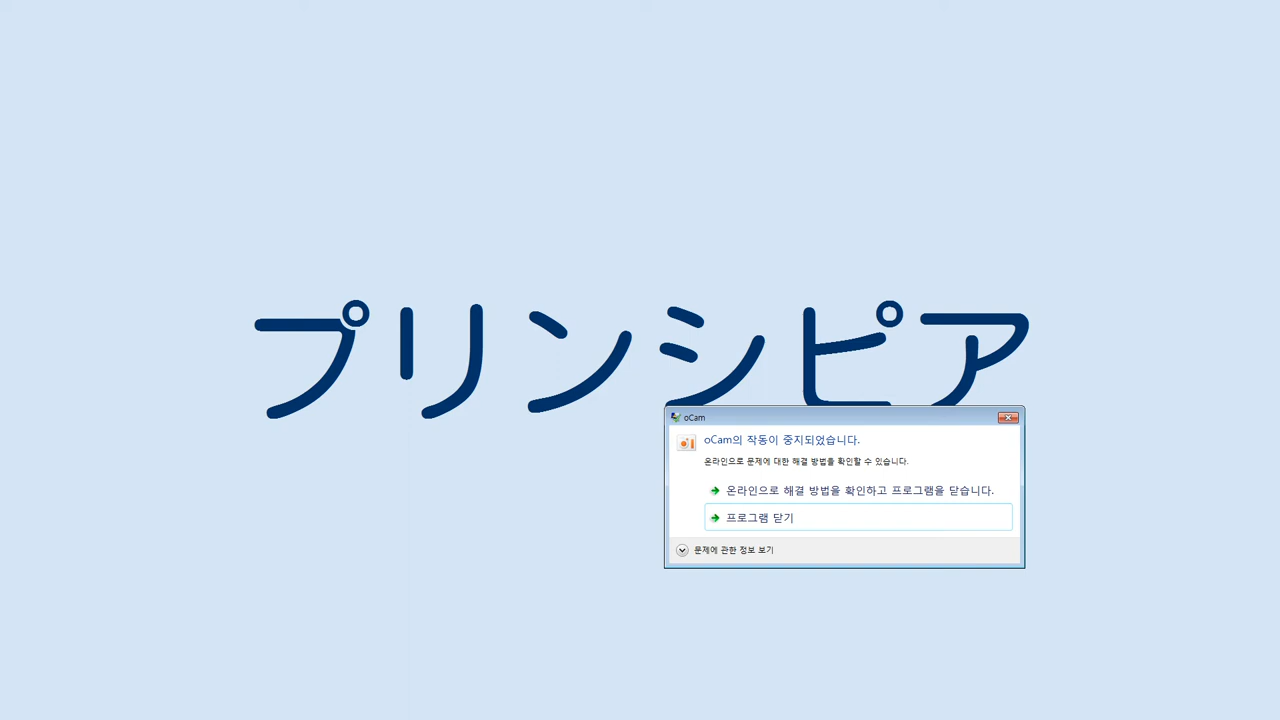 プリンシピア
oCam
oCam의 작동이 중지되었습니다.
온라인으로 문제에 대한 해결 방법을 확인할 수 있습니다.
온라인으로 해결 방법을 확인하고 프로그램을 닫습니다.
프로그램 닫기
문제에 관한 정보 보기